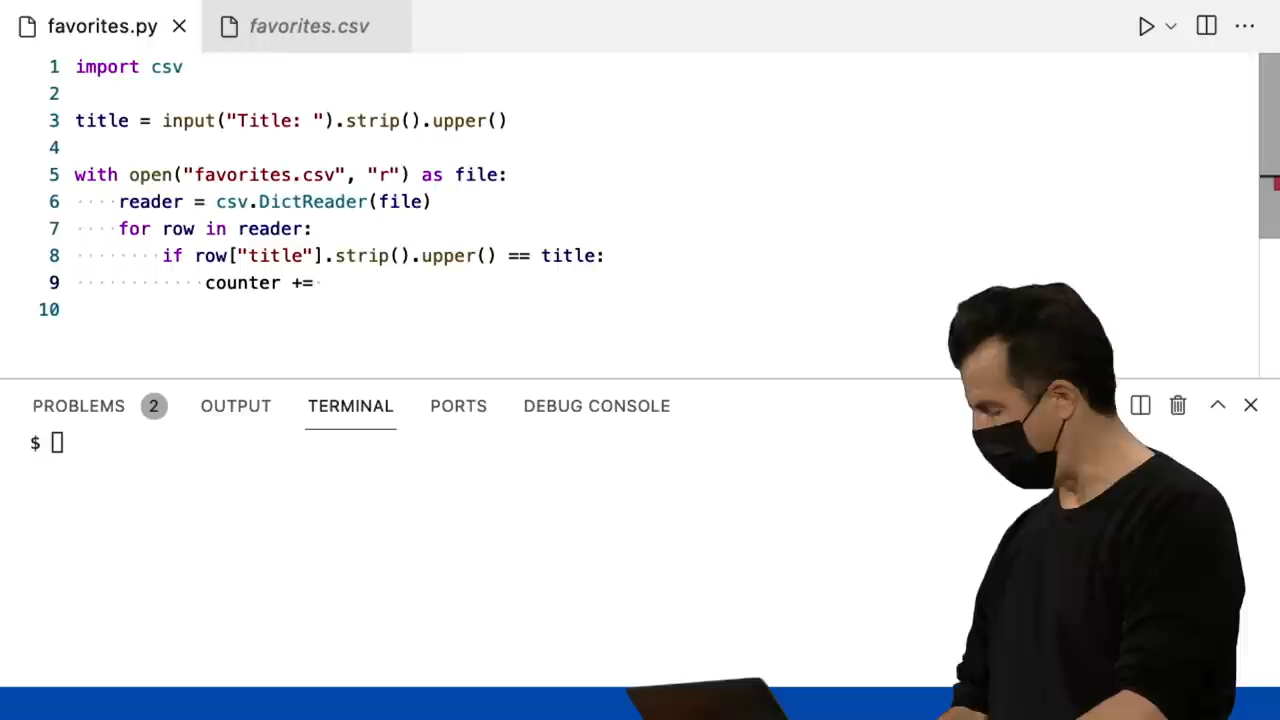 favorites.py favorites.csv
1 import csv
2
3 title = input("Title: ").strip().upper()
4
5 with open("favorites.csv", "r") as file:
6 reader = csv.DictReader(file)
7 for row in reader:
8 if row["title"].strip().upper() == title:
9 counter +=
10
PROBLEMS 2 OUTPUT TERMINAL PORTS DEBUG CONSOLE
$